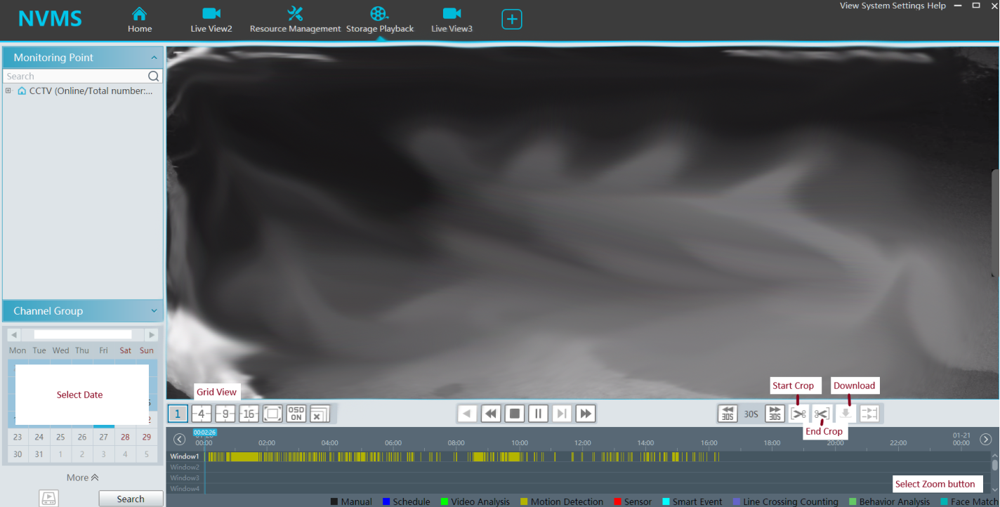 NVMS
Home
Live View2
Resource Management
Storage Playback
Live View3
View System Settings Help
Monitoring Point
Search
CCTV (Online/Total number:...
Channel Group
Mon Tue Wed Thu Fri Sat Sun
Select Date
2
23 24 25 26 27 28 29
30 31 1 2 3 4 5
More
Search
Grid View
Start Crop
Download
End Crop
1 4 9 16 OSD ON
30S 30S 30S
00:02:26
00:00 02:00 04:00 06:00 08:00 10:00 12:00 14:00 16:00 18:00 20:00 22:00 01-21 00:00
Window1
Window2
Window3
Window4
Select Zoom button
Manual Schedule Video Analysis Motion Detection Sensor Smart Event Line Crossing Counting Behavior Analysis Face Match